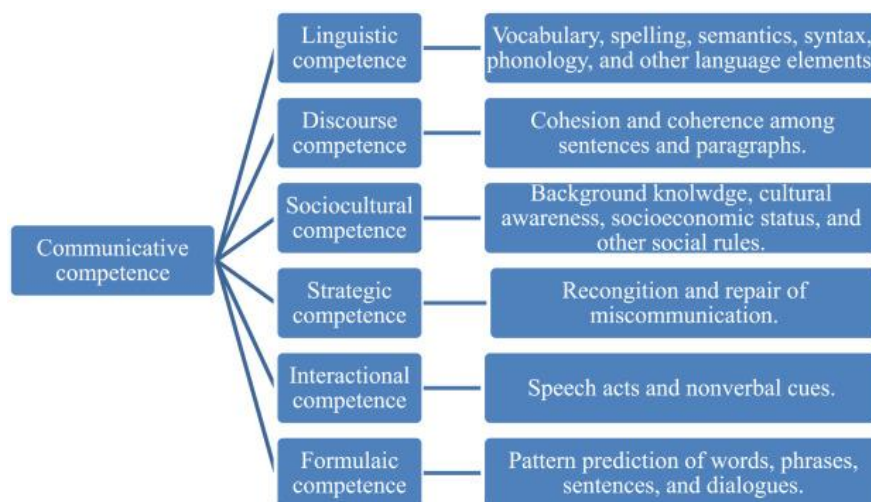 Linguistic
competence
Vocabulary, spelling, semantics, syntax,
phonology, and other language elements
Discourse
competence
Cohesion and coherence among
sentences and paragraphs.
Sociocultural
competence
Background knolwdge, cultural
awareness, socioeconomic status, and
other social rules.
Communicative
competence
Strategic
competence
Recongition and repair of
miscommunication.
Interactional
competence
Speech acts and nonverbal cues.
Formulaic
competence
Pattern prediction of words, phrases,
sentences, and dialogues.